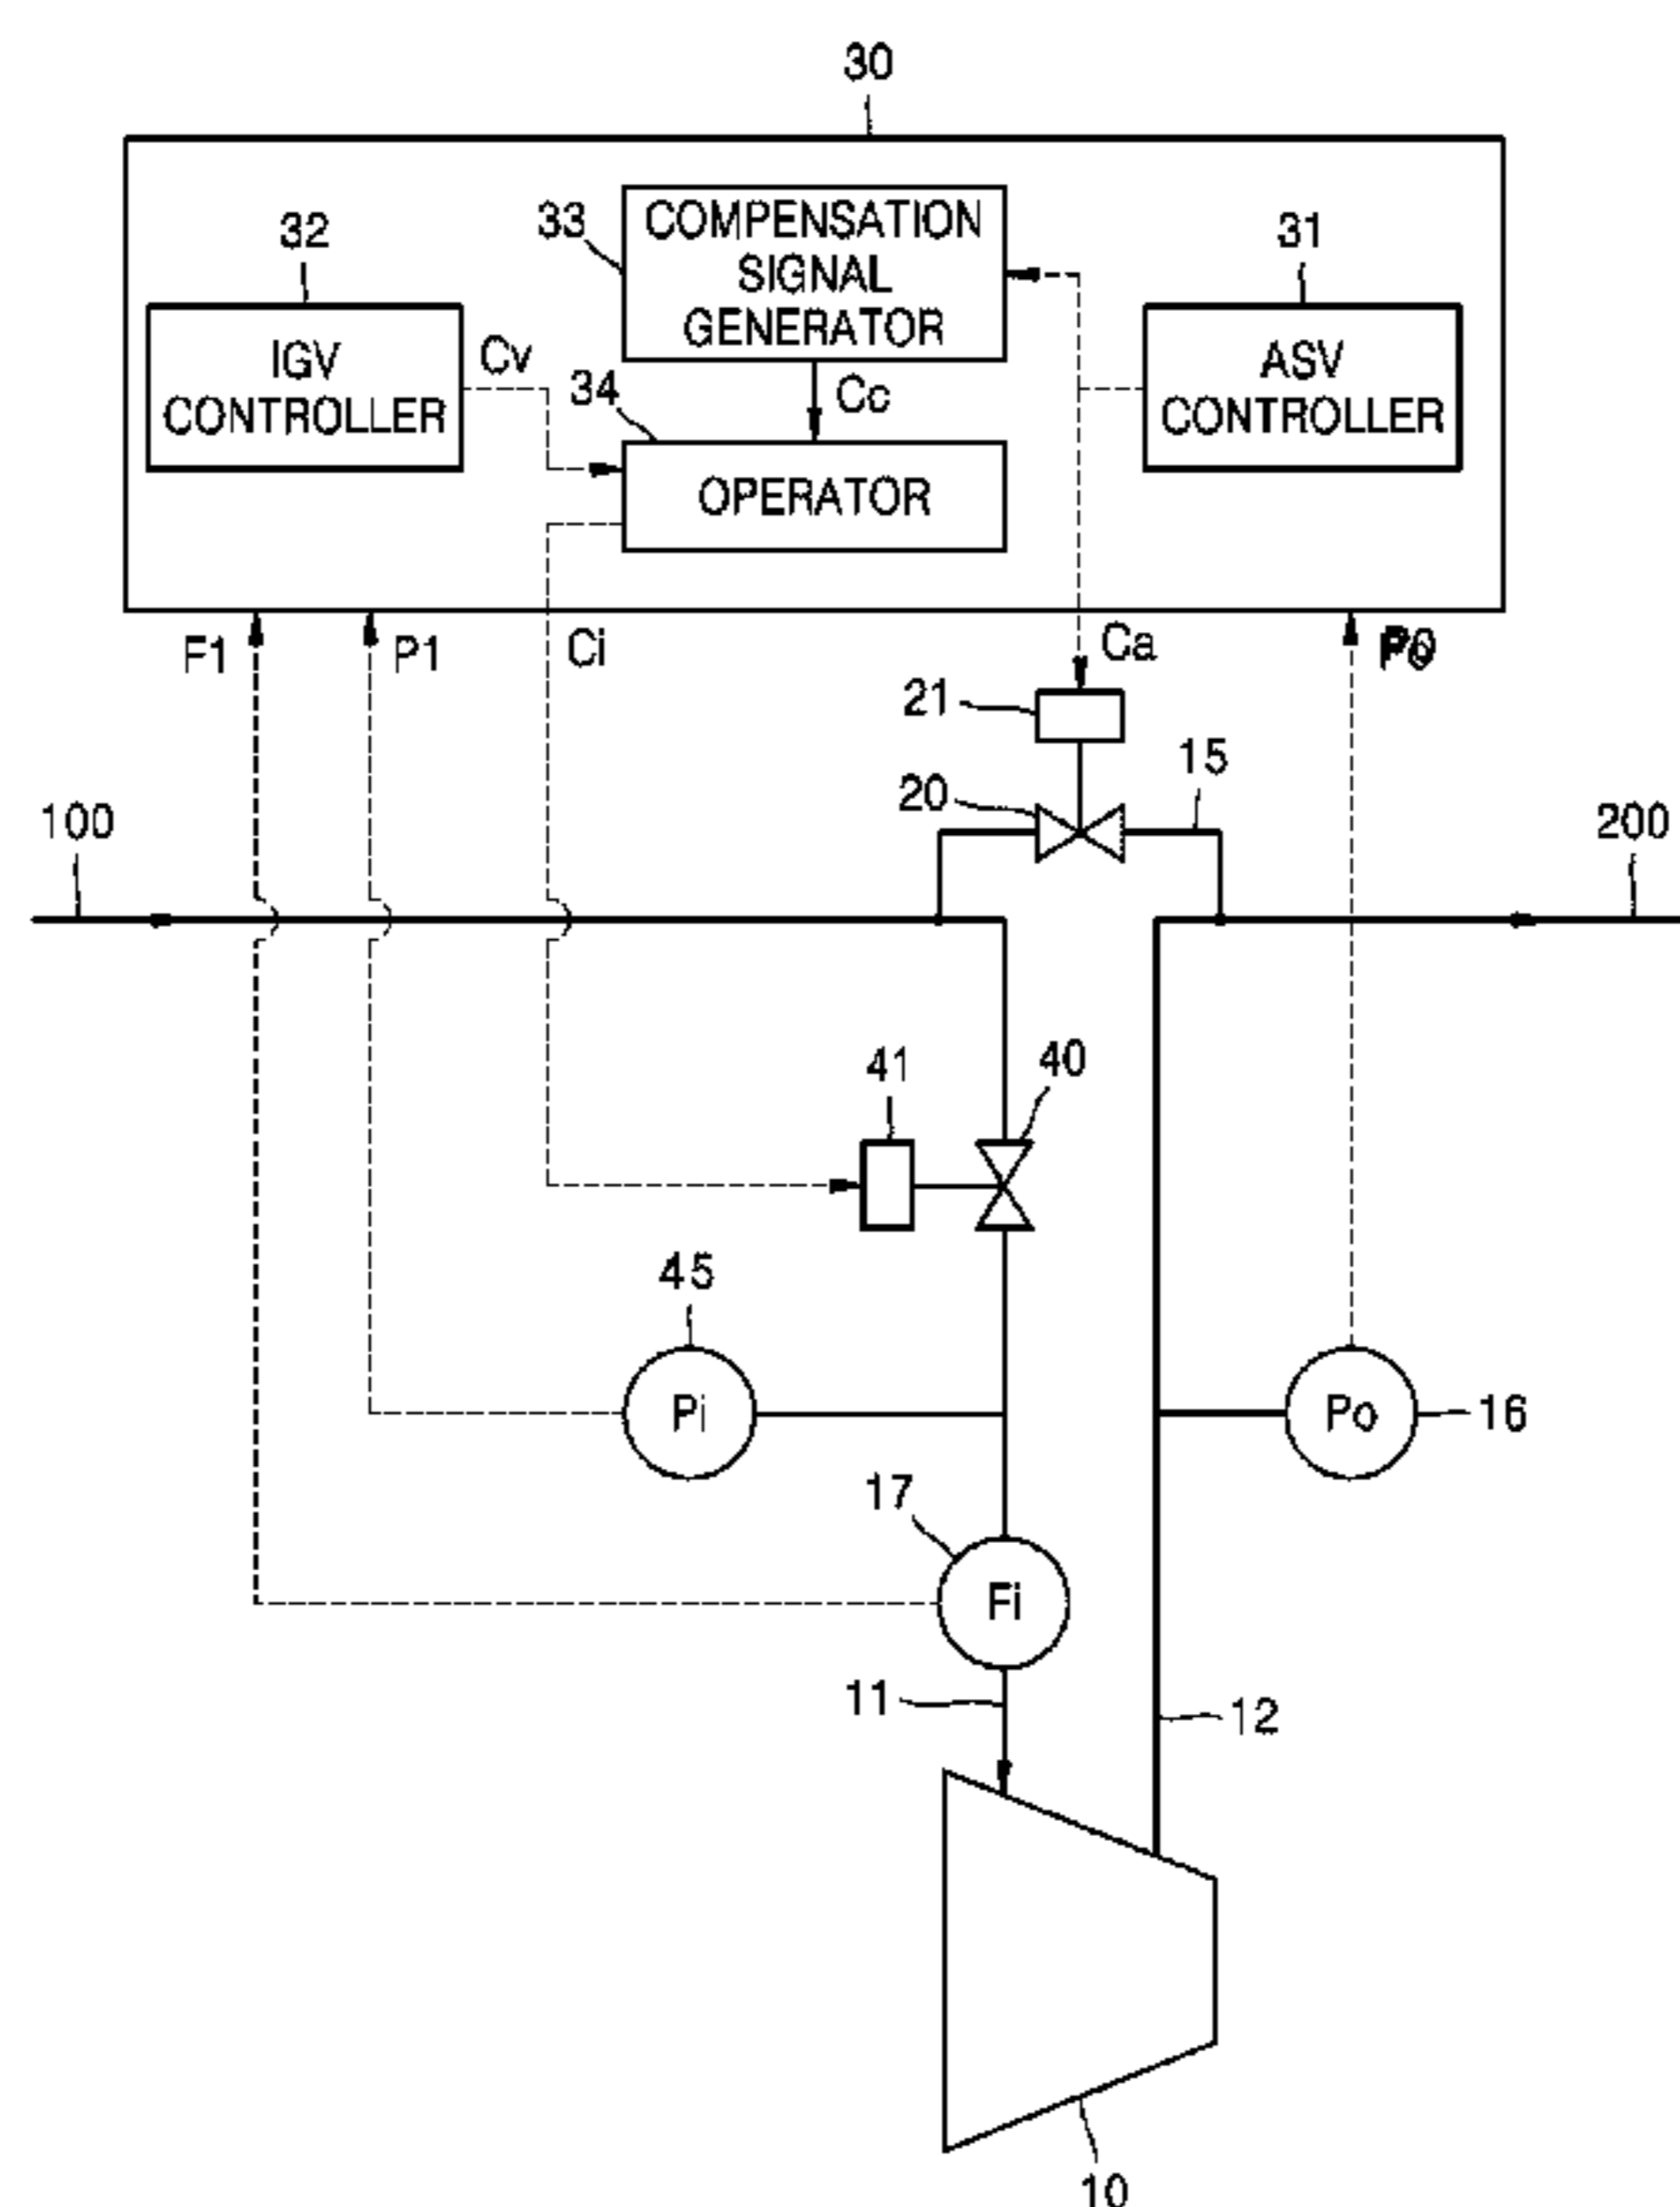 30
32
33
COMPENSATION
SIGNAL
GENERATOR
31
IGV
CONTROLLER
Cv
34
Cc
ASV
CONTROLLER
OPERATOR
F1
P1
Ci
Ca
21
20
15
100
200
41
40
45
Pi
Po
16
17
Fi
11
12
10